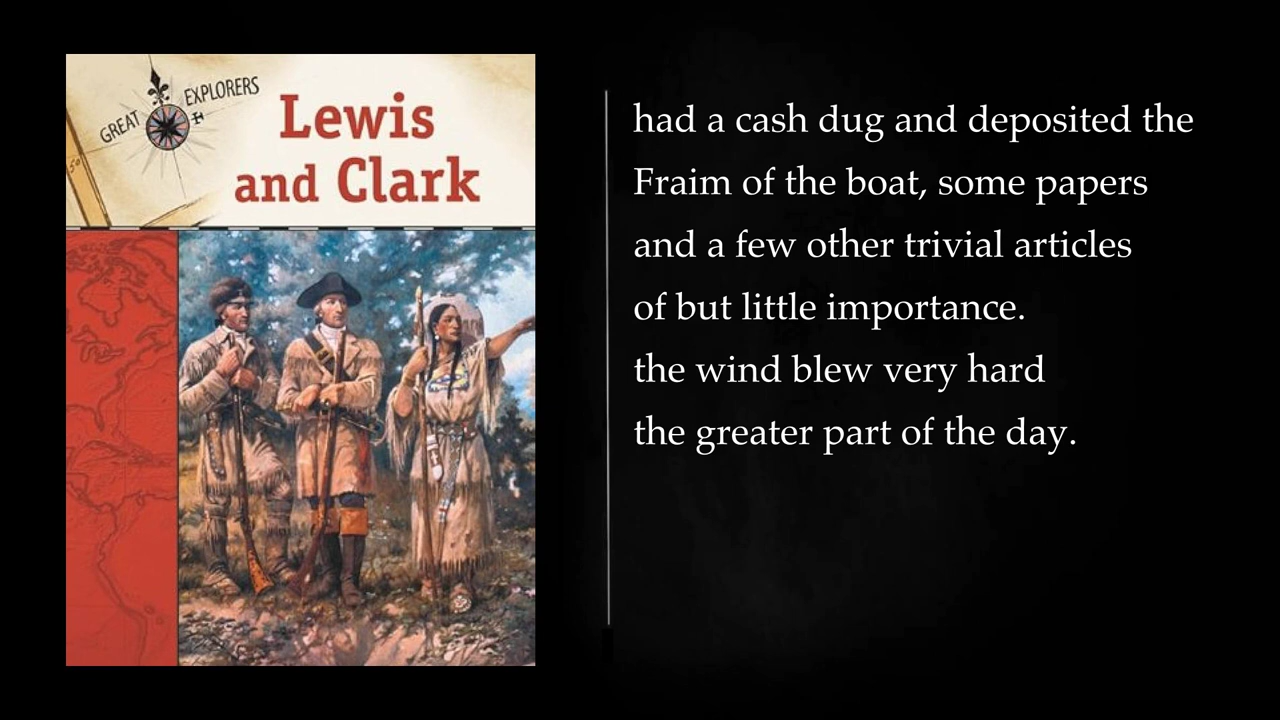 GREAT EXPLORERS
Lewis
and Clark
50
had a cash dug and deposited the
Fraim of the boat, some papers
and a few other trivial articles
of but little importance.
the wind blew very hard
the greater part of the day.